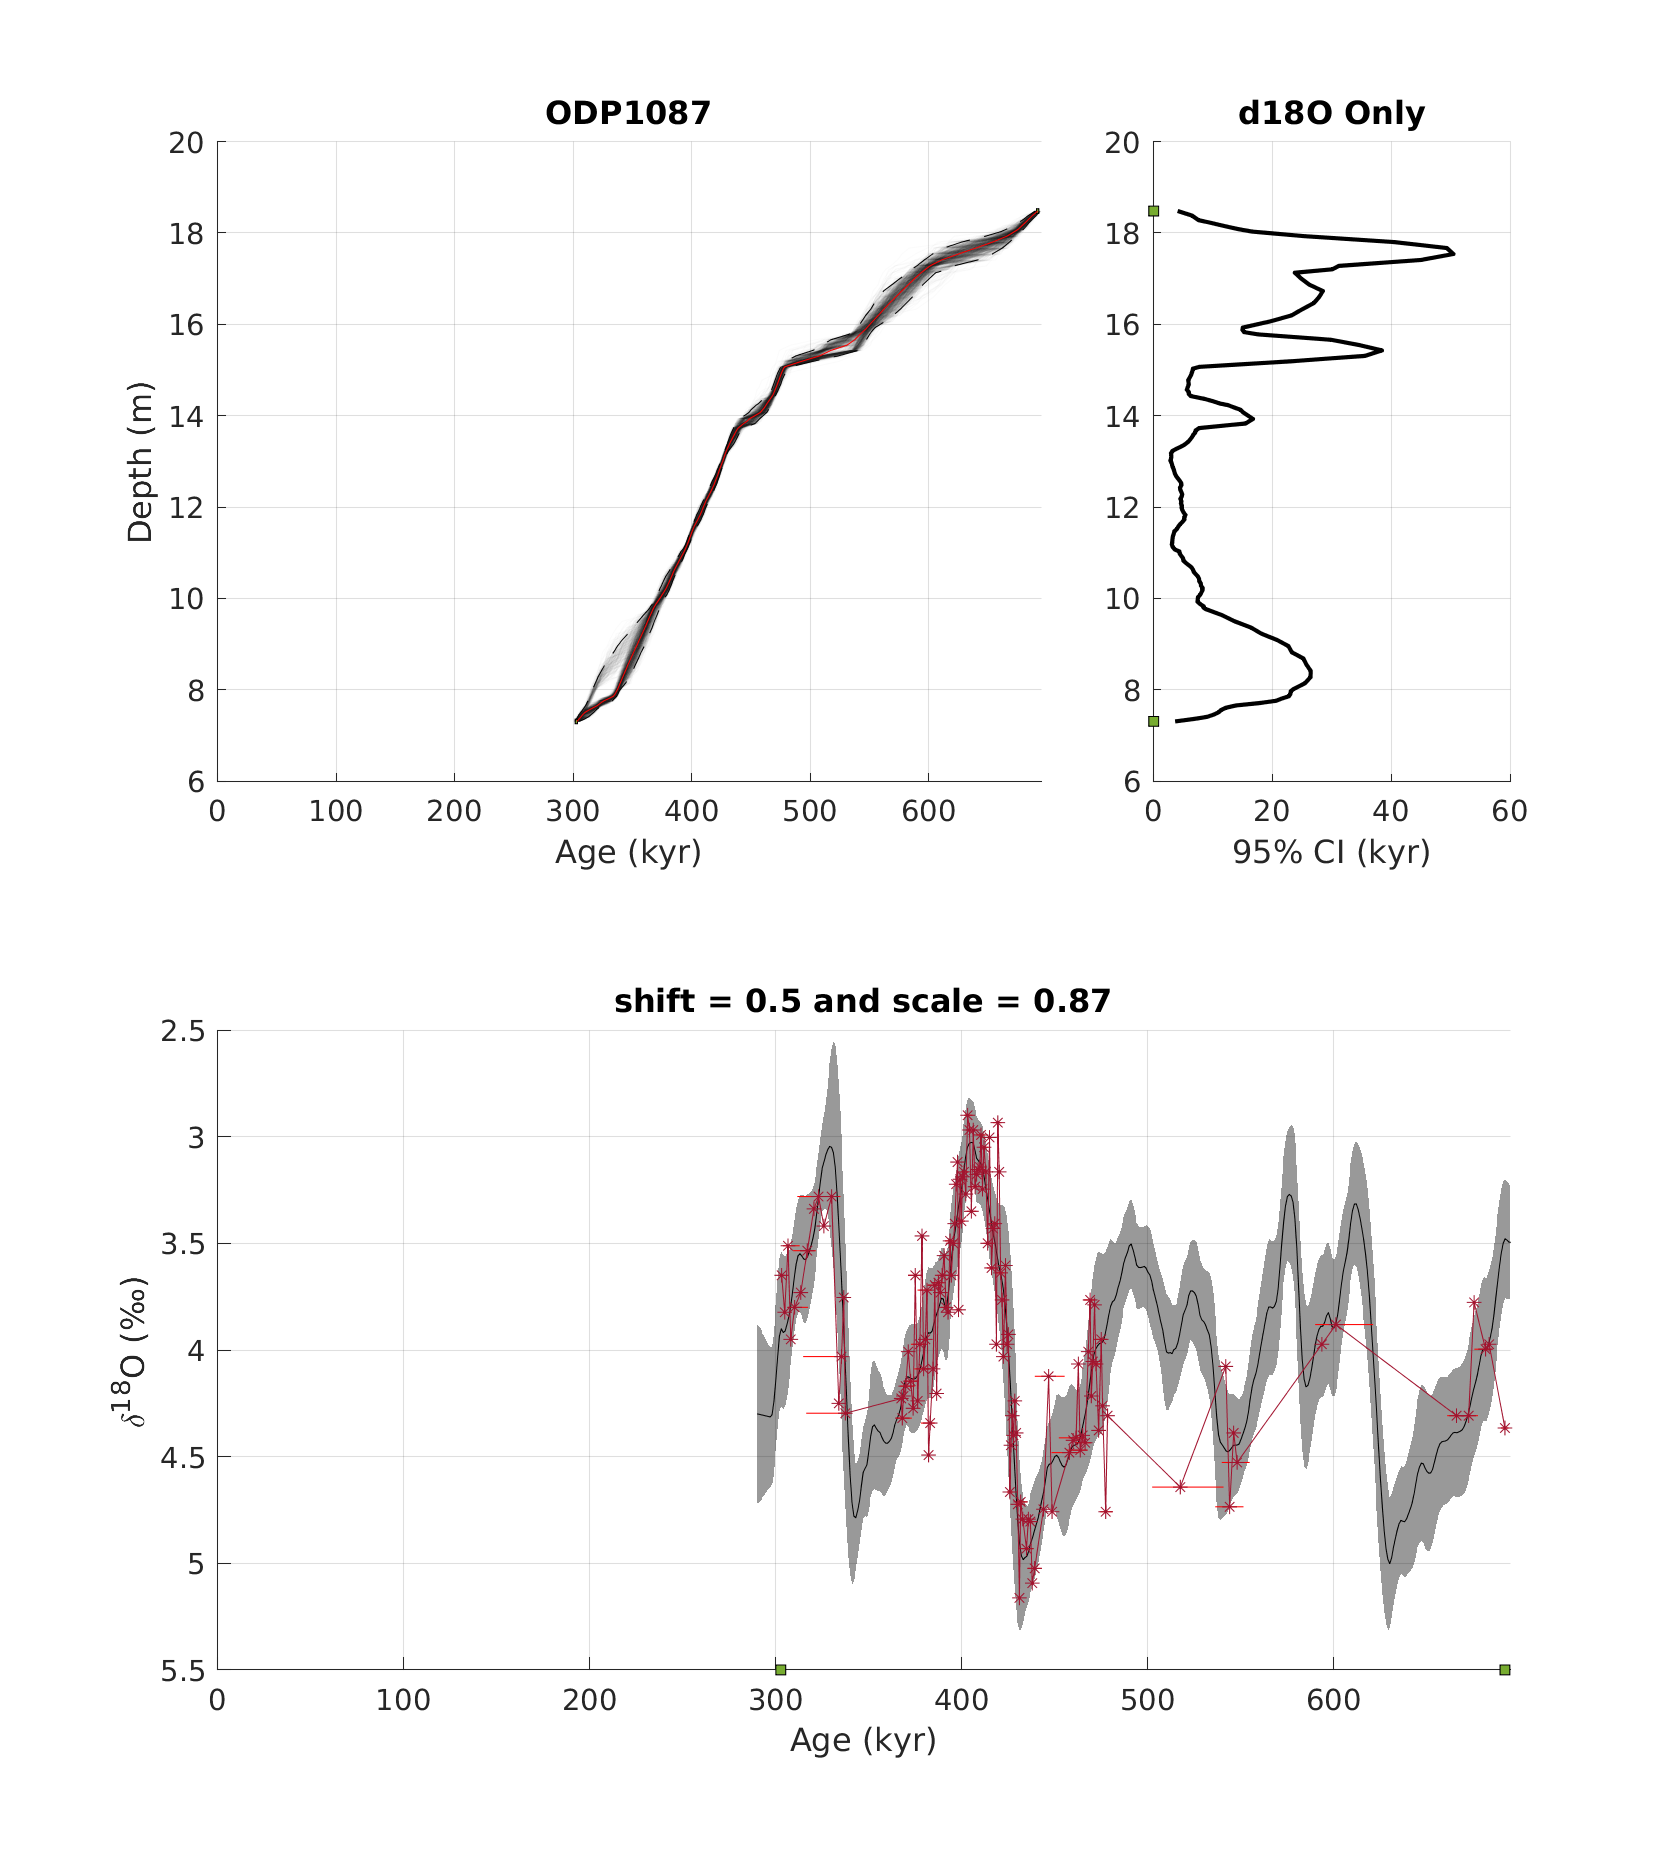 ODP1087
20
18
16
14
12
10
8
6
Depth (m)
0 100 200 300 400 500 600
Age (kyr)
d18O Only
20
18
16
14
12
10
8
6
0 20 40 60
95% CI (kyr)
shift = 0.5 and scale = 0.87
2.5
3
3.5
4
4.5
5
5.5
δ18O (‰)
0 100 200 300 400 500 600
Age (kyr)